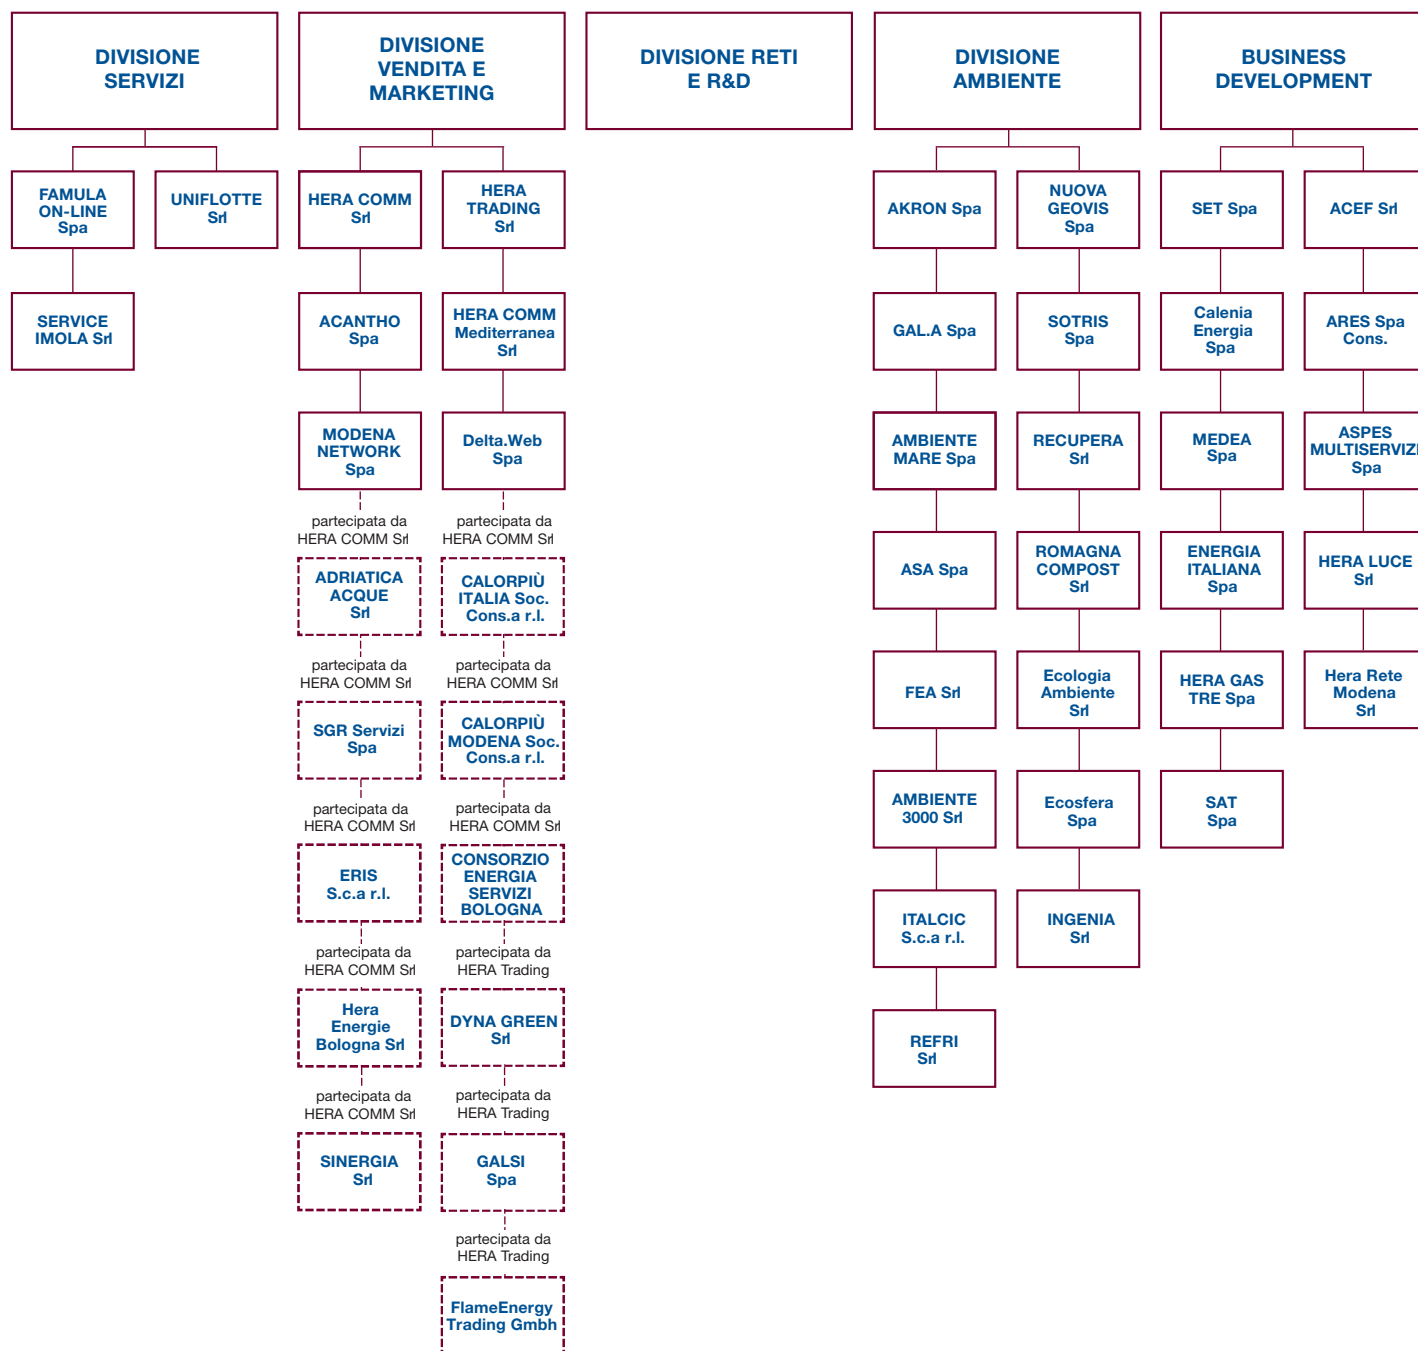 DIVISIONE
SERVIZI
DIVISIONE
VENDITA E
MARKETING
DIVISIONE RETI
E R&D
DIVISIONE
AMBIENTE
BUSINESS
DEVELOPMENT
FAMULA
ON-LINE
Spa
UNIFLOTTE
Srl
HERA COMM
Srl
HERA
TRADING
Srl
AKRON Spa
NUOVA
GEOVIS
Spa
SET Spa
ACEF Srl
SERVICE
IMOLA Srl
ACANTHO
Spa
HERA COMM
Mediterranea
Srl
GAL.A Spa
SOTRIS
Spa
Calenia
Energia
Spa
ARES Spa
Cons.
MODENA
NETWORK
Spa
Delta.Web
Spa
AMBIENTE
MARE Spa
RECUPERA
Srl
MEDEA
Spa
ASPES
MULTISERVIZI
Spa
partecipata da
HERA COMM Srl
partecipata da
HERA COMM Srl
ADRIATICA
ACQUE
Srl
CALORPIÙ
ITALIA Soc.
Cons.a r.l.
ASA Spa
ROMAGNA
COMPOST
Srl
ENERGIA
ITALIANA
Spa
HERA LUCE
Srl
partecipata da
HERA COMM Srl
partecipata da
HERA COMM Srl
SGR Servizi
Spa
CALORPIÙ
MODENA Soc.
Cons.a r.l.
FEA Srl
Ecologia
Ambiente
Srl
HERA GAS
TRE Spa
Hera Rete
Modena
Srl
partecipata da
HERA COMM Srl
partecipata da
HERA COMM Srl
AMBIENTE
3000 Srl
Ecosfera
Spa
SAT
Spa
ERIS
S.c.a r.l.
CONSORZIO
ENERGIA
SERVIZI
BOLOGNA
ITALCIC
S.c.a r.l.
INGENIA
Srl
partecipata da
HERA COMM Srl
partecipata da
HERA Trading
Hera
Energie
Bologna Srl
DYNA GREEN
Srl
REFRI
Srl
partecipata da
HERA COMM Srl
partecipata da
HERA Trading
SINERGIA
Srl
GALSI
Spa
partecipata da
HERA Trading
FlameEnergy
Trading Gmbh